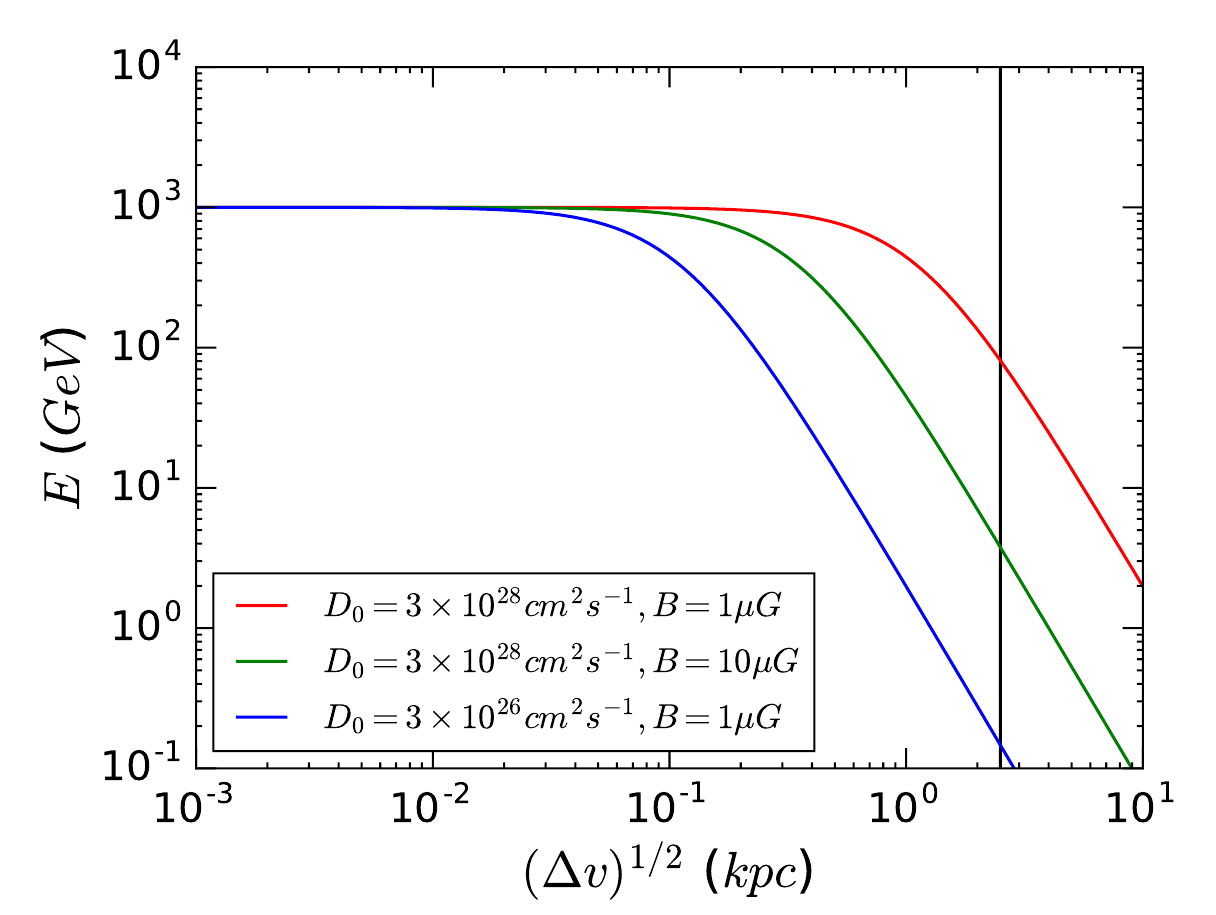 10^4
10^3
10^2
10^1
10^0
10^-1
E (GeV)
D_0 = 3 × 10^28 cm^2 s^−1, B = 1μG
D_0 = 3 × 10^28 cm^2 s^−1, B = 10μG
D_0 = 3 × 10^26 cm^2 s^−1, B = 1μG
10^-3 10^-2 10^-1 10^0 10^1
(Δv)^1/2 (kpc)